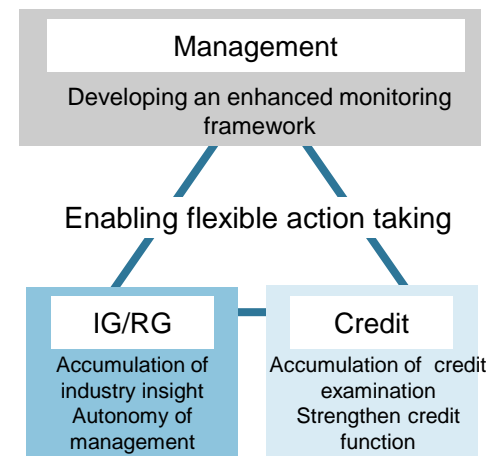 Management
Developing an enhanced monitoring
framework
Enabling flexible action taking
IG/RG
Accumulation of
industry insight
Autonomy of
management
Credit
Accumulation of credit
examination
Strengthen credit
function